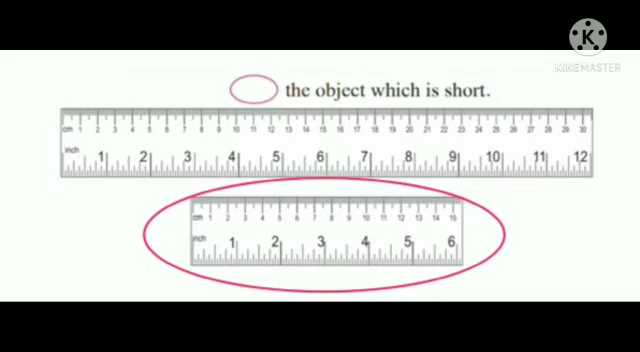 KINEMASTER
the object which is short.
cm 1 2 3 4 5 6 7 8 9 10 11 12 13 14 15 16 17 18 19 20 21 22 23 24 25 26 27 28 29 30
inch 1 2 3 4 5 6 7 8 9 10 11 12
cm 1 2 3 4 5 6 7 8 9 10 11 12 13 14 15
inch 1 2 3 4 5 6